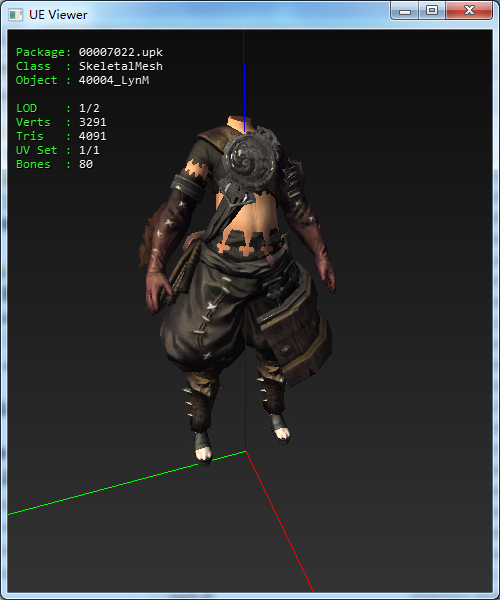 UE Viewer
Package: 00007022.upk
Class : SkeletalMesh
Object : 40004_LynM
LOD : 1/2
Verts : 3291
Tris : 4091
UV Set : 1/1
Bones : 80